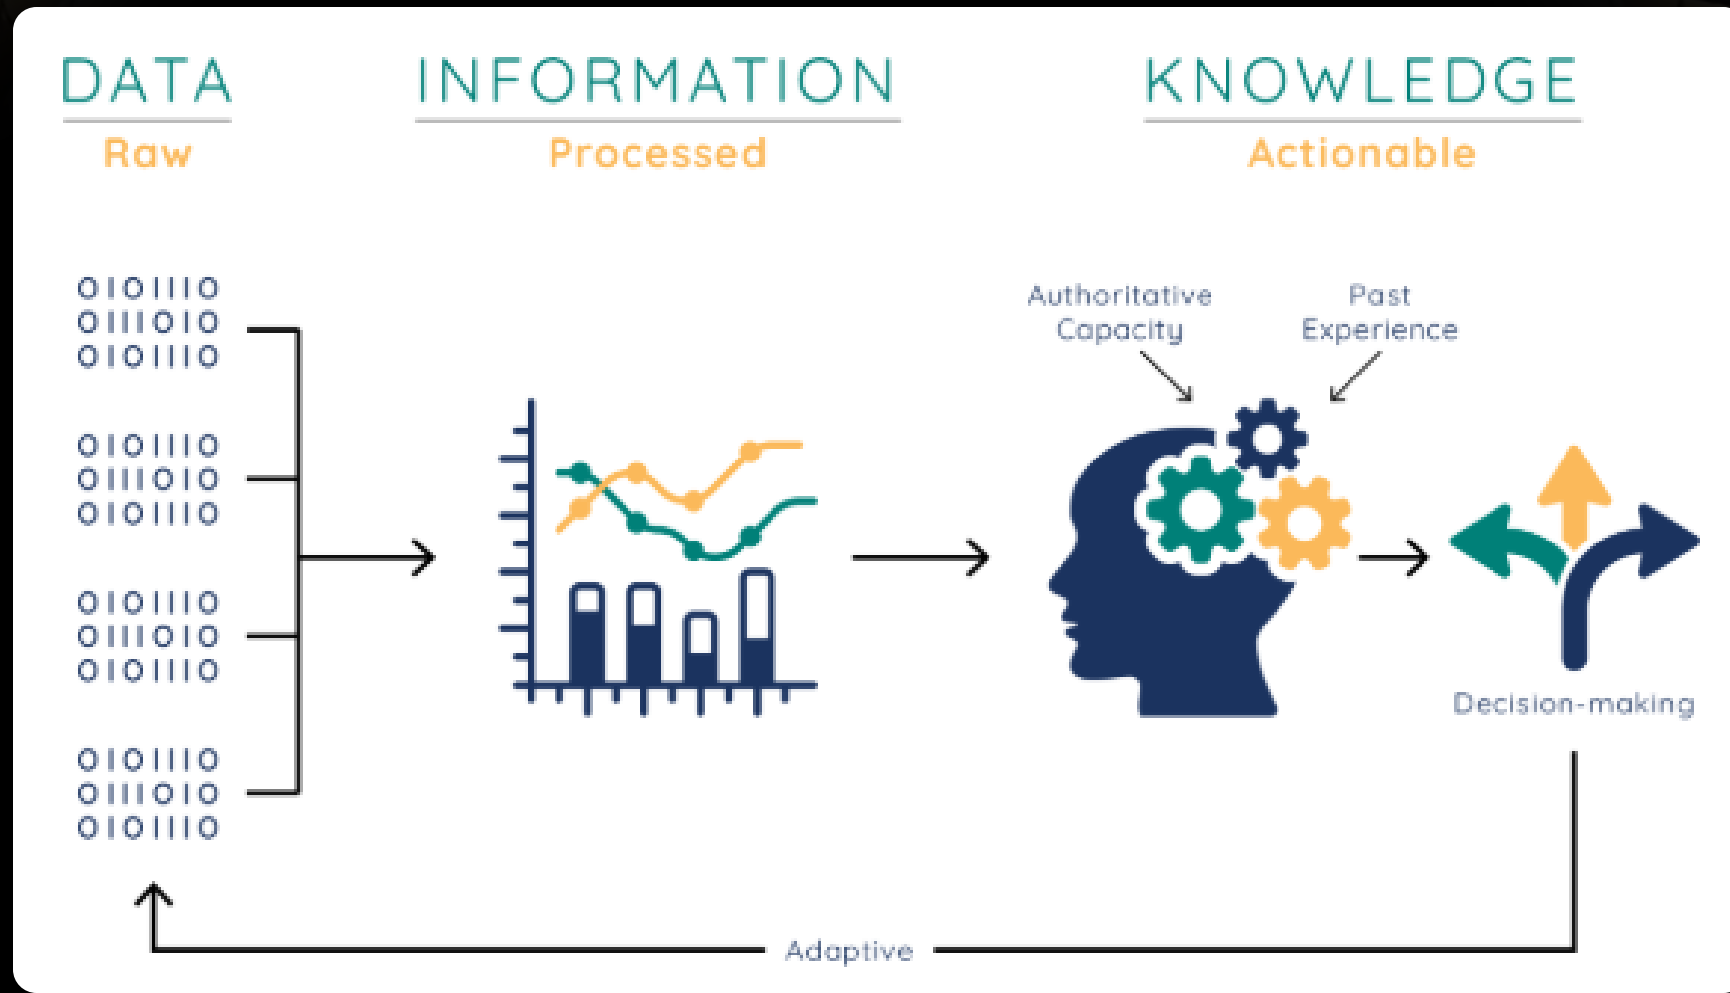 DATA
Raw
INFORMATION
Processed
KNOWLEDGE
Actionable
0101110
0111010
0101110
0101110
0111010
0101110
0101110
0111010
0101110
0101110
0111010
0101110
Authoritative
Capacity
Past
Experience
Decision-making
Adaptive